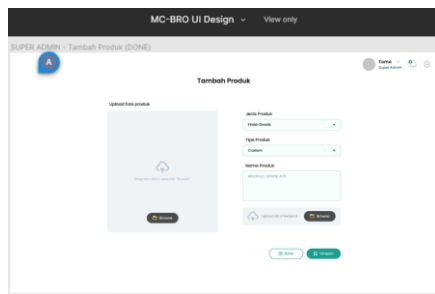 MC-BRO UI Design
View only
SUPER ADMIN - Tambah Produk (DONE)
A
Tomo
Super Admin
Tambah Produk
Upload foto produk
Jenis Produk
Finish Goods
Tipe Produk
Custom
Nama Produk
Browse
Browse
Simpan